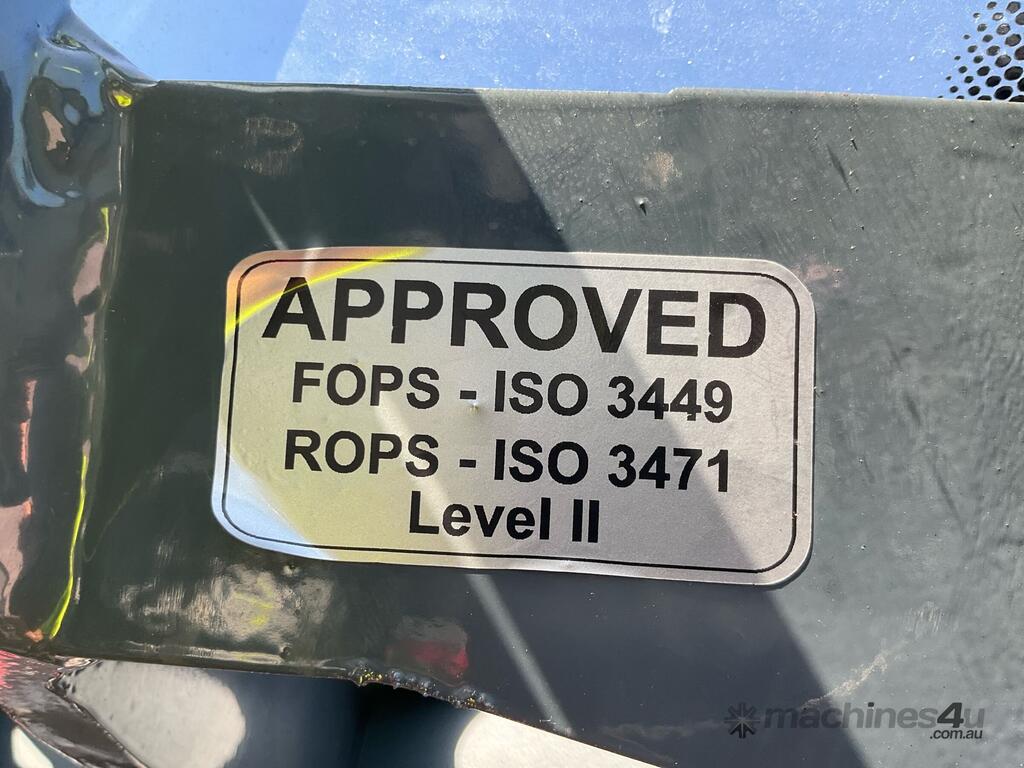 APPROVED
FOPS - ISO 3449
ROPS - ISO 3471
Level II
machines4u
.com.au